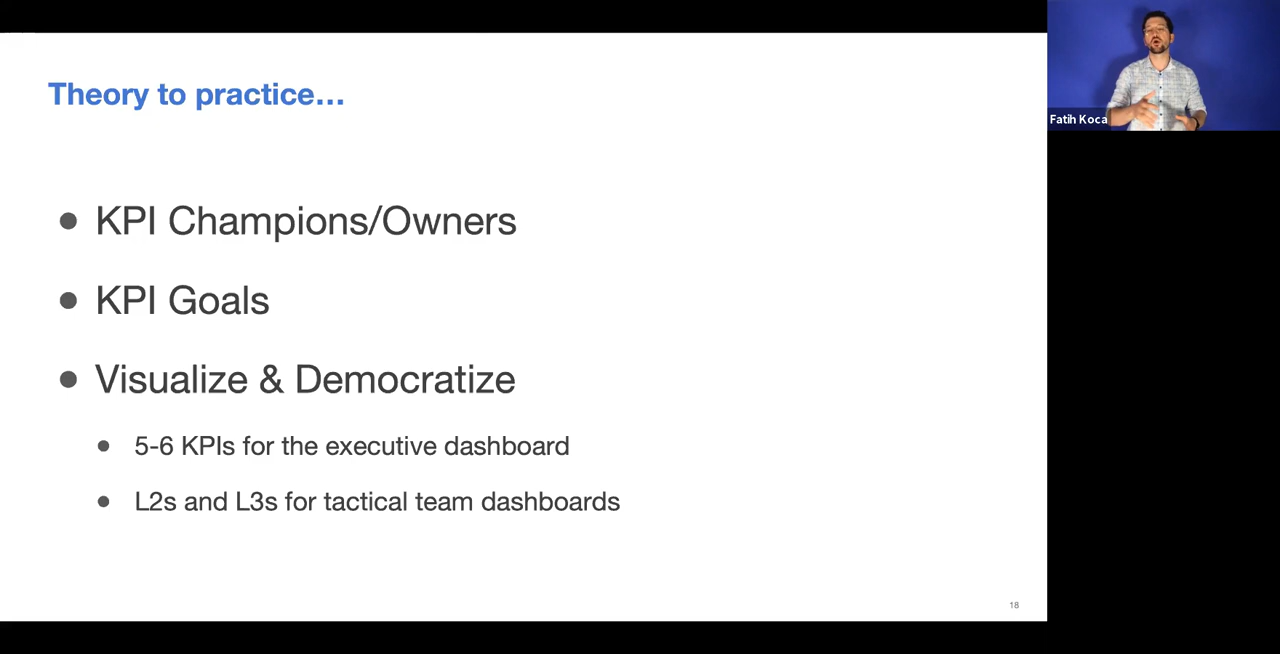 Theory to practice...
Fatih Koca
● KPI Champions/Owners
● KPI Goals
● Visualize & Democratize
● 5-6 KPIs for the executive dashboard
● L2s and L3s for tactical team dashboards
18